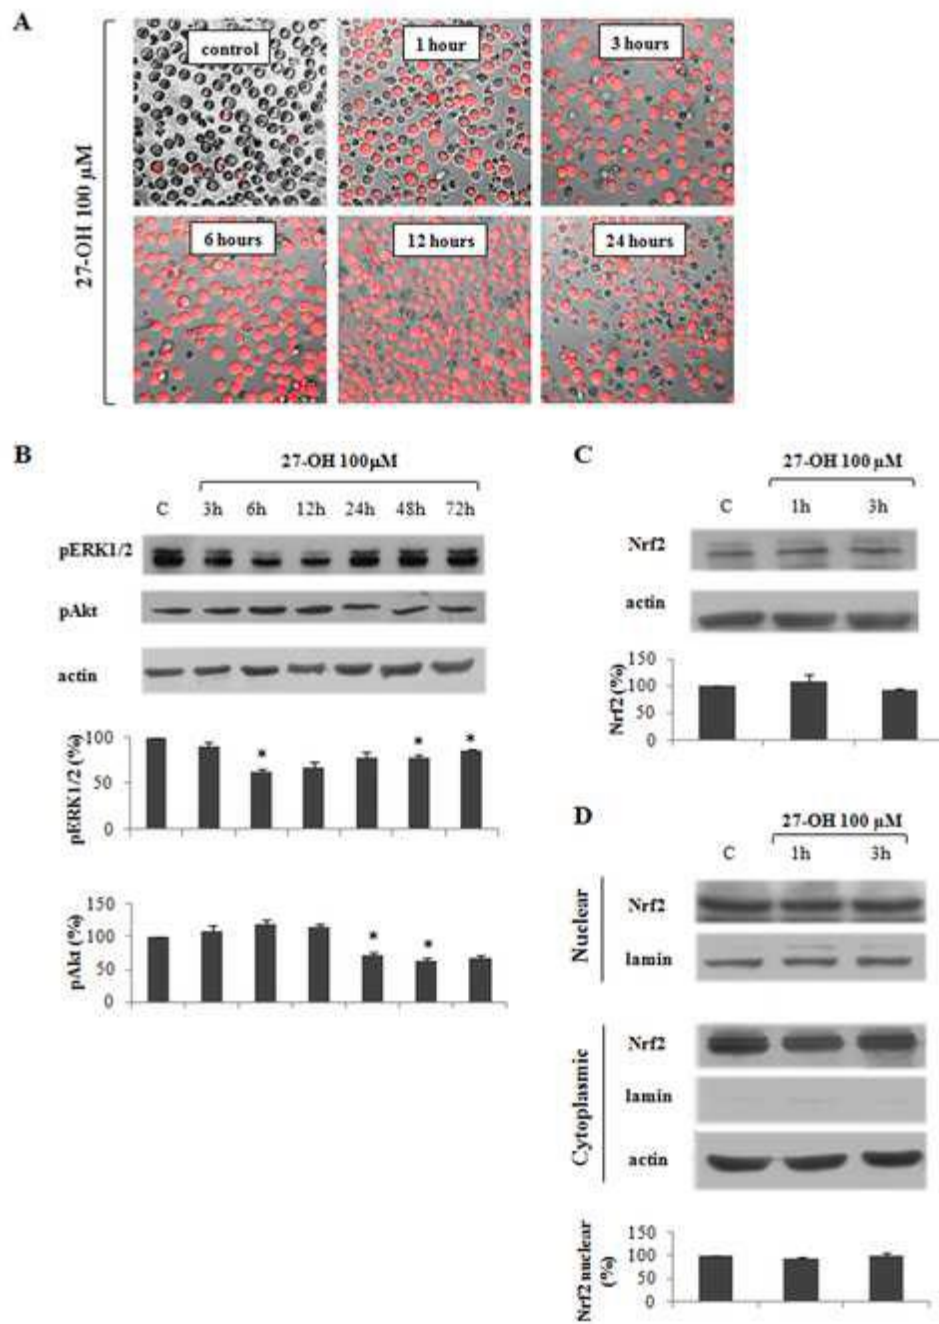 A
27-OH 100 µM
control
1 hour
3 hours
6 hours
12 hours
24 hours
B
27-OH 100µM
C 3h 6h 12h 24h 48h 72h
pERK1/2
pAkt
actin
pERK1/2 (%)
100
50
0
* * *
pAkt (%)
150
100
50
0
* *
C
27-OH 100 µM
C 1h 3h
Nrf2
actin
Nrf2 (%)
150
100
50
0
D
27-OH 100 µM
C 1h 3h
Nuclear
Nrf2
lamin
Cytoplasmic
Nrf2
lamin
actin
Nrf2 nuclear
(%)
150
100
50
0